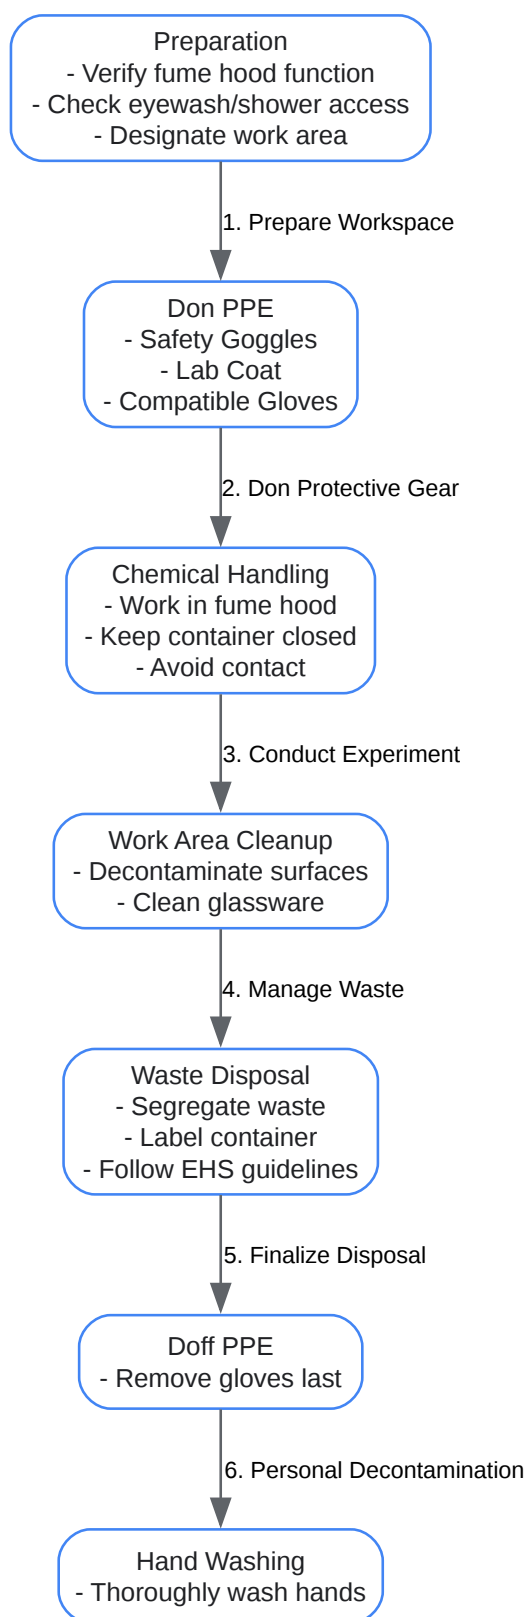 Preparation
- Verify fume hood function
- Check eyewash/shower access
- Designate work area
1. Prepare Workspace
Don PPE
- Safety Goggles
- Lab Coat
- Compatible Gloves
2. Don Protective Gear
Chemical Handling
- Work in fume hood
- Keep container closed
- Avoid contact
3. Conduct Experiment
Work Area Cleanup
- Decontaminate surfaces
- Clean glassware
4. Manage Waste
Waste Disposal
- Segregate waste
- Label container
- Follow EHS guidelines
5. Finalize Disposal
Doff PPE
- Remove gloves last
6. Personal Decontamination
Hand Washing
- Thoroughly wash hands